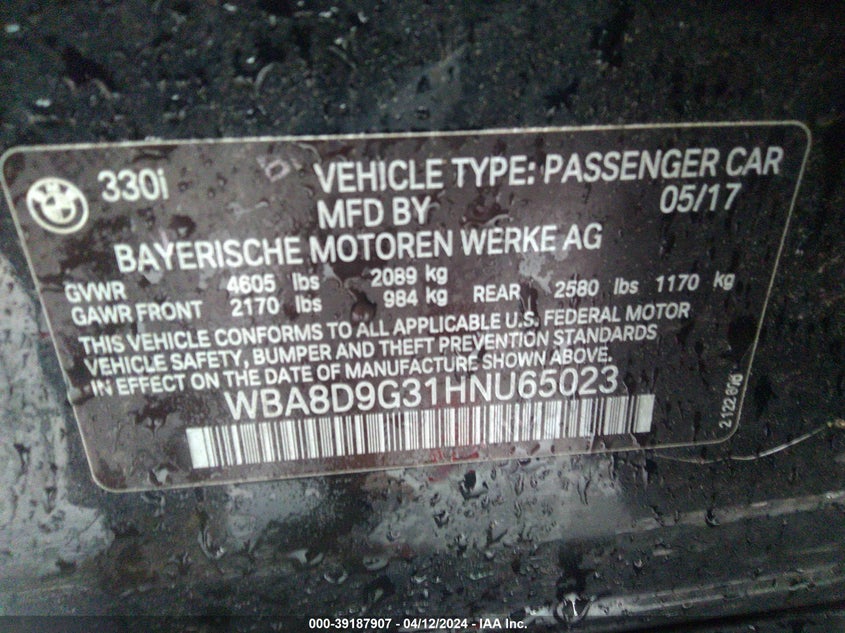 330i VEHICLE TYPE: PASSENGER CAR
MFD BY 05/17
BAYERISCHE MOTOREN WERKE AG
GVWR 4605 lbs 2089 kg
GAWR FRONT 2170 lbs 984 kg REAR 2580 lbs 1170 kg
THIS VEHICLE CONFORMS TO ALL APPLICABLE U.S. FEDERAL MOTOR
VEHICLE SAFETY, BUMPER AND THEFT PREVENTION STANDARDS
IN EFFECT ON THE DATE OF MANUFACTURE SHOWN ABOVE.
WBA8D9G31HNU65023
000-39187907 - 04/12/2024 - IAA Inc.